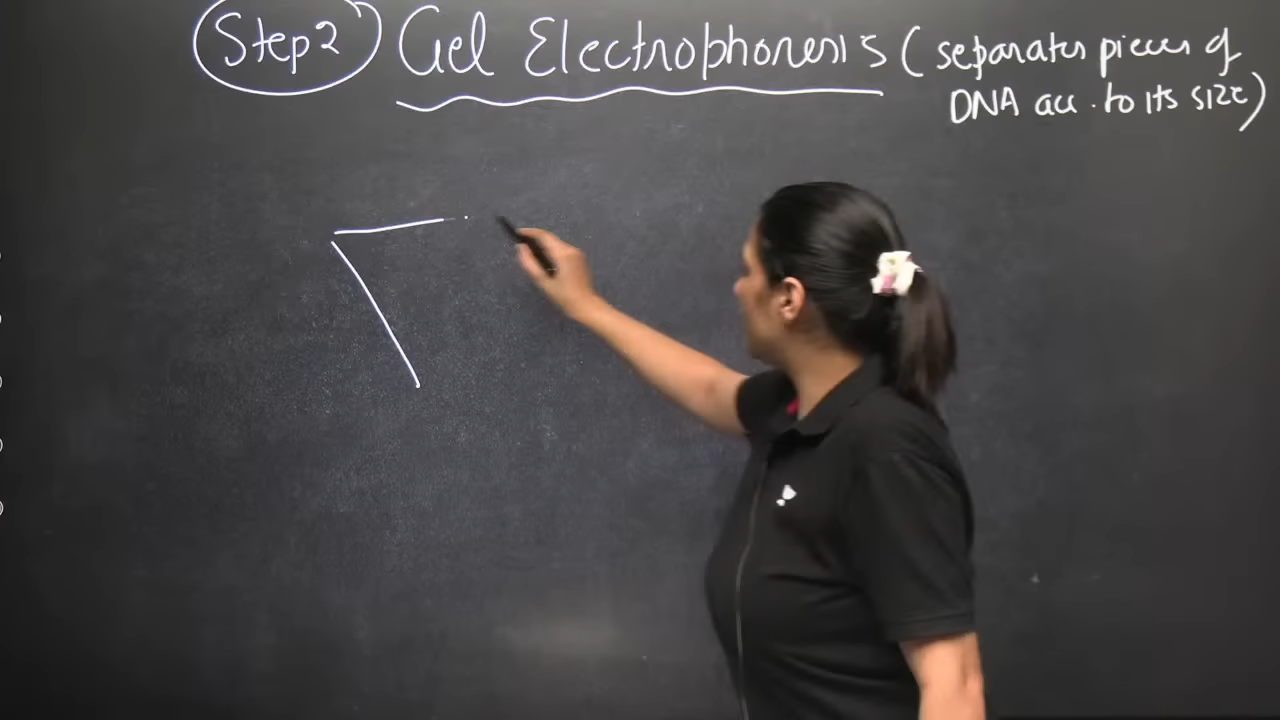 Step 2 Gel Electrophoresis ( separates pieces of
DNA acc. to its size)